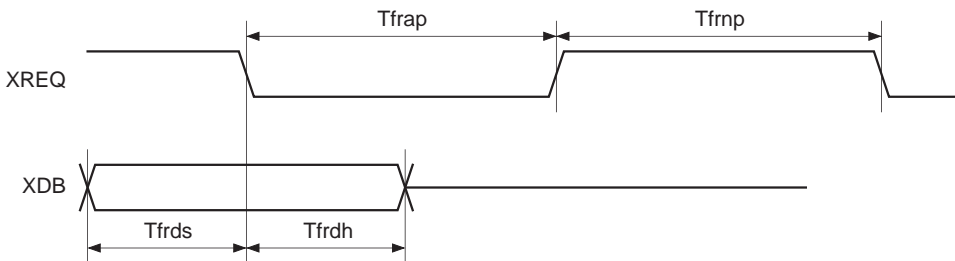 Tfrap
Tfrnp
XREQ
XDB
Tfrds
Tfrdh